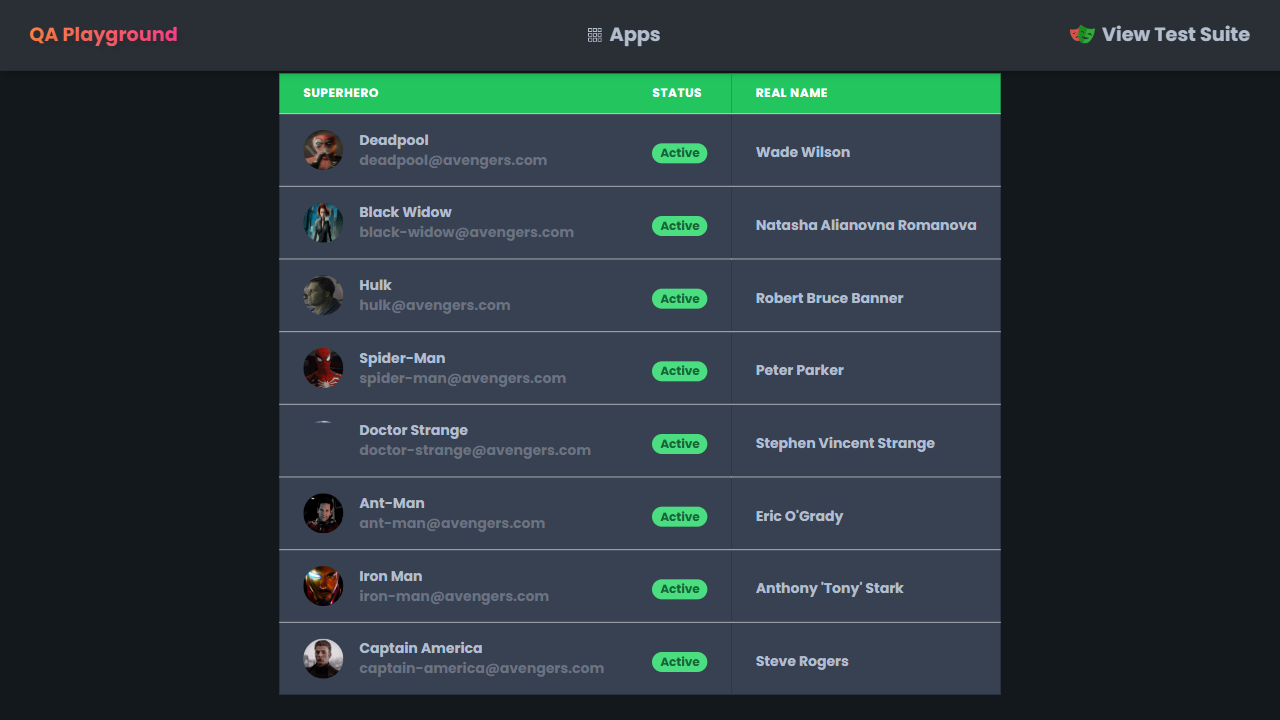 QA Playground
Apps
View Test Suite
SUPERHERO STATUS REAL NAME
Deadpool
deadpool@avengers.com
Active
Wade Wilson
Black Widow
black-widow@avengers.com
Active
Natasha Alianovna Romanova
Hulk
hulk@avengers.com
Active
Robert Bruce Banner
Spider-Man
spider-man@avengers.com
Active
Peter Parker
Doctor Strange
doctor-strange@avengers.com
Active
Stephen Vincent Strange
Ant-Man
ant-man@avengers.com
Active
Eric O'Grady
Iron Man
iron-man@avengers.com
Active
Anthony 'Tony' Stark
Captain America
captain-america@avengers.com
Active
Steve Rogers